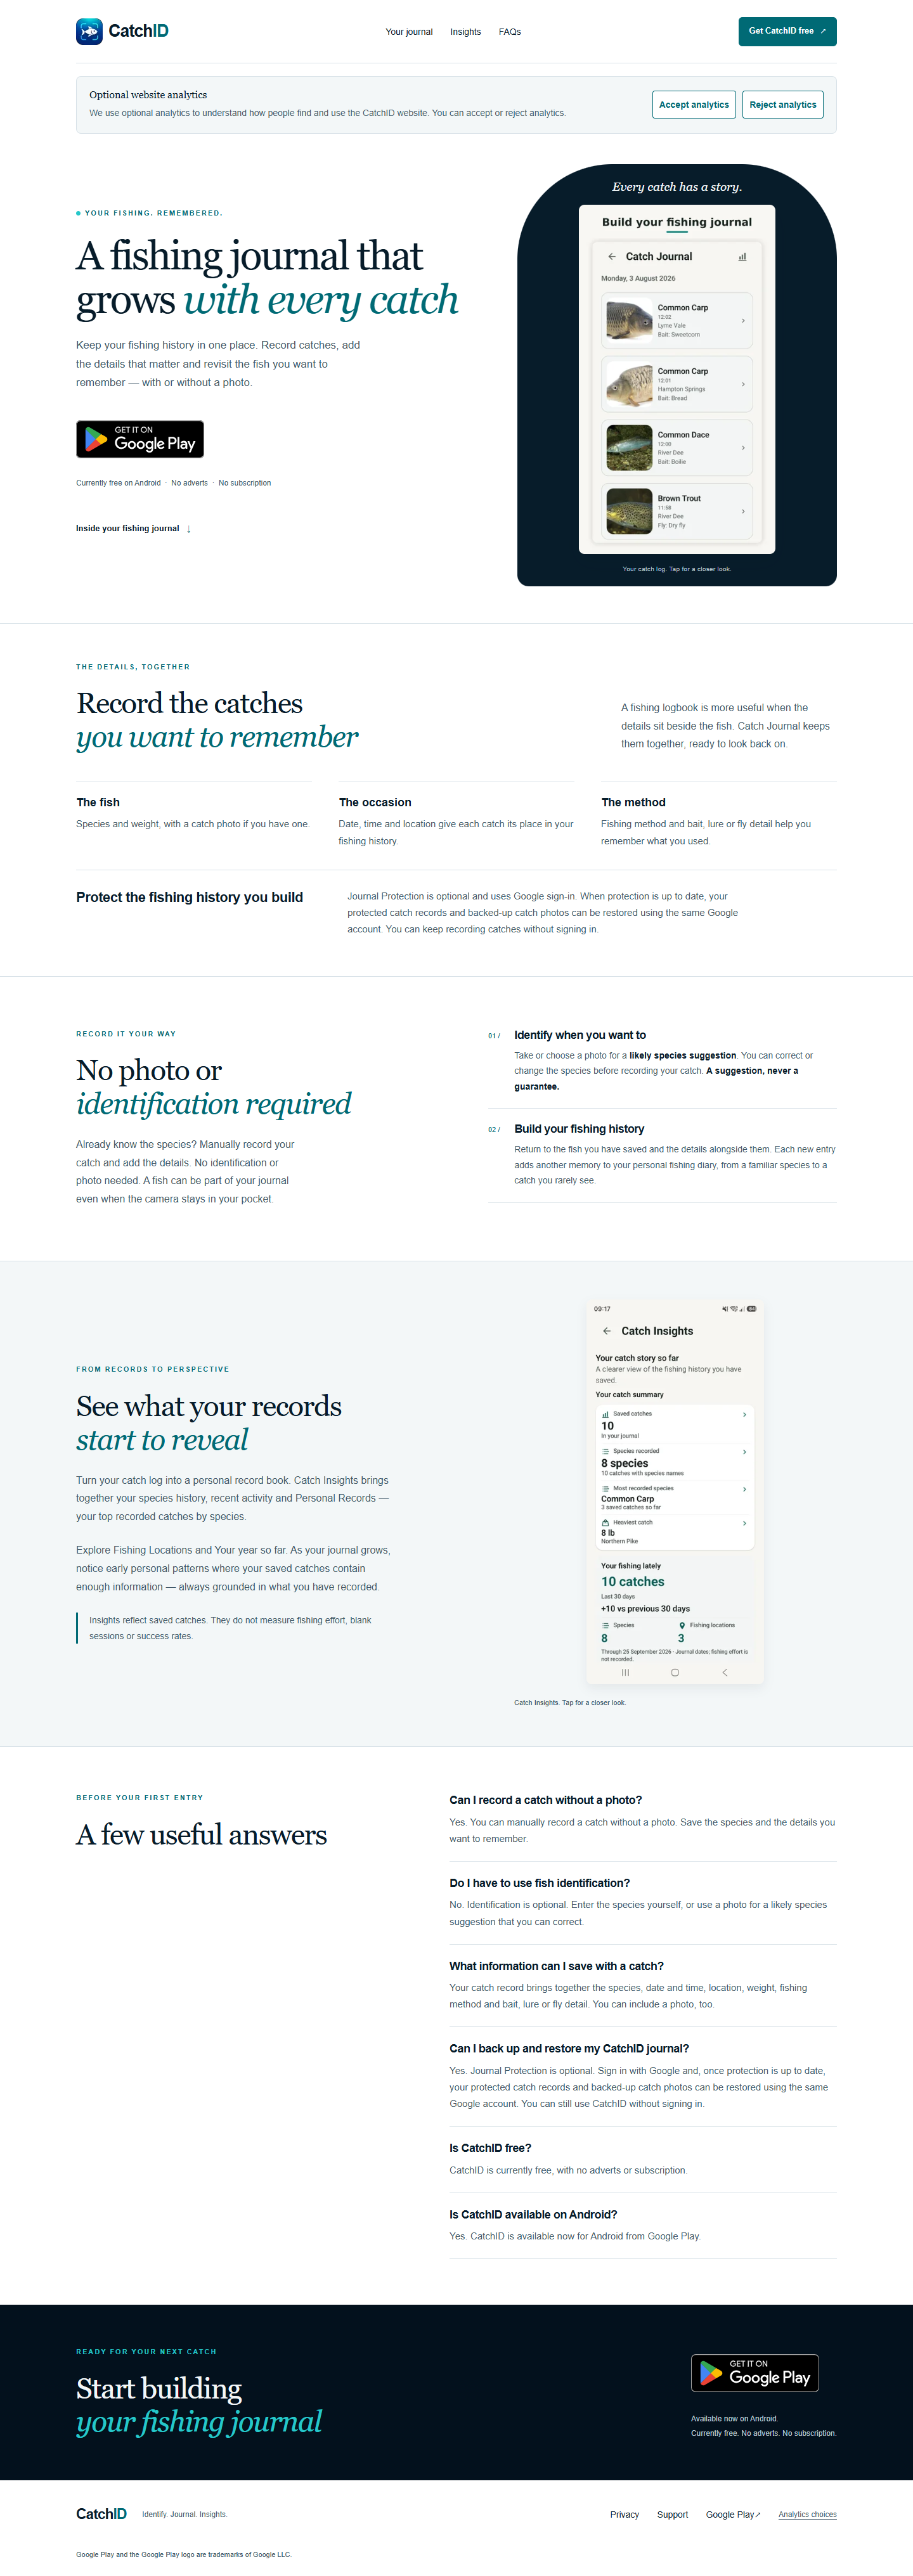 CatchID
Your journal
Insights
FAQs
Get CatchID free ↗
Optional website analytics
We use optional analytics to understand how people find and use the CatchID website. You can accept or reject analytics.
Accept analytics
Reject analytics
YOUR FISHING. REMEMBERED.
A fishing journal that
grows with every catch
Keep your fishing history in one place. Record catches, add
the details that matter and revisit the fish you want to
remember — with or without a photo.
GET IT ON
Google Play
Currently free on Android · No adverts · No subscription
Inside your fishing journal ↓
Every catch has a story.
Build your fishing journal
← Catch Journal
Monday, 3 August 2026
Common Carp
12:02
Lyme Vale
Bait: Sweetcorn
Common Carp
12:01
Hampton Springs
Bait: Bread
Common Dace
12:00
River Dee
Bait: Boilie
Brown Trout
11:58
River Dee
Fly: Dry fly
Your catch log. Tap for a closer look.
THE DETAILS, TOGETHER
Record the catches
you want to remember
A fishing logbook is more useful when the
details sit beside the fish. Catch Journal keeps
them together, ready to look back on.
The fish
Species and weight, with a catch photo if you have one.
The occasion
Date, time and location give each catch its place in your
fishing history.
The method
Fishing method and bait, lure or fly detail help you
remember what you used.
Protect the fishing history you build
Journal Protection is optional and uses Google sign-in. When protection is up to date, your
protected catch records and backed-up catch photos can be restored using the same Google
account. You can keep recording catches without signing in.
RECORD IT YOUR WAY
No photo or
identification required
Already know the species? Manually record your
catch and add the details. No identification or
photo needed. A fish can be part of your journal
even when the camera stays in your pocket.
01 /
Identify when you want to
Take or choose a photo for a likely species suggestion. You can correct or
change the species before recording your catch. A suggestion, never a
guarantee.
02 /
Build your fishing history
Return to the fish you have saved and the details alongside them. Each new entry
adds another memory to your personal fishing diary, from a familiar species to a
catch you rarely see.
FROM RECORDS TO PERSPECTIVE
See what your records
start to reveal
Turn your catch log into a personal record book. Catch Insights brings
together your species history, recent activity and Personal Records —
your top recorded catches by species.
Explore Fishing Locations and Your year so far. As your journal grows,
notice early personal patterns where your saved catches contain
enough information — always grounded in what you have recorded.
Insights reflect saved catches. They do not measure fishing effort, blank
sessions or success rates.
09:17
← Catch Insights
Your catch story so far
A clearer view of the fishing history you have
saved.
Your catch summary
Saved catches
10
In your journal
Species recorded
8 species
10 catches with species names
Most recorded species
Common Carp
3 saved catches so far
Heaviest catch
8 lb
Northern Pike
Your fishing lately
10 catches
Last 30 days
+10 vs previous 30 days
Species
8
Fishing locations
3
Through 25 September 2026 · Journal dates; fishing effort is
not recorded.
Catch Insights. Tap for a closer look.
BEFORE YOUR FIRST ENTRY
A few useful answers
Can I record a catch without a photo?
Yes. You can manually record a catch without a photo. Save the species and the details you
want to remember.
Do I have to use fish identification?
No. Identification is optional. Enter the species yourself, or use a photo for a likely species
suggestion that you can correct.
What information can I save with a catch?
Your catch record brings together the species, date and time, location, weight, fishing
method and bait, lure or fly detail. You can include a photo, too.
Can I back up and restore my CatchID journal?
Yes. Journal Protection is optional. Sign in with Google and, once protection is up to date,
your protected catch records and backed-up catch photos can be restored using the same
Google account. You can still use CatchID without signing in.
Is CatchID free?
CatchID is currently free, with no adverts or subscription.
Is CatchID available on Android?
Yes. CatchID is available now for Android from Google Play.
READY FOR YOUR NEXT CATCH
Start building
your fishing journal
GET IT ON
Google Play
Available now on Android.
Currently free. No adverts. No subscription.
CatchID
Identify. Journal. Insights.
Privacy
Support
Google Play↗
Analytics choices
Google Play and the Google Play logo are trademarks of Google LLC.